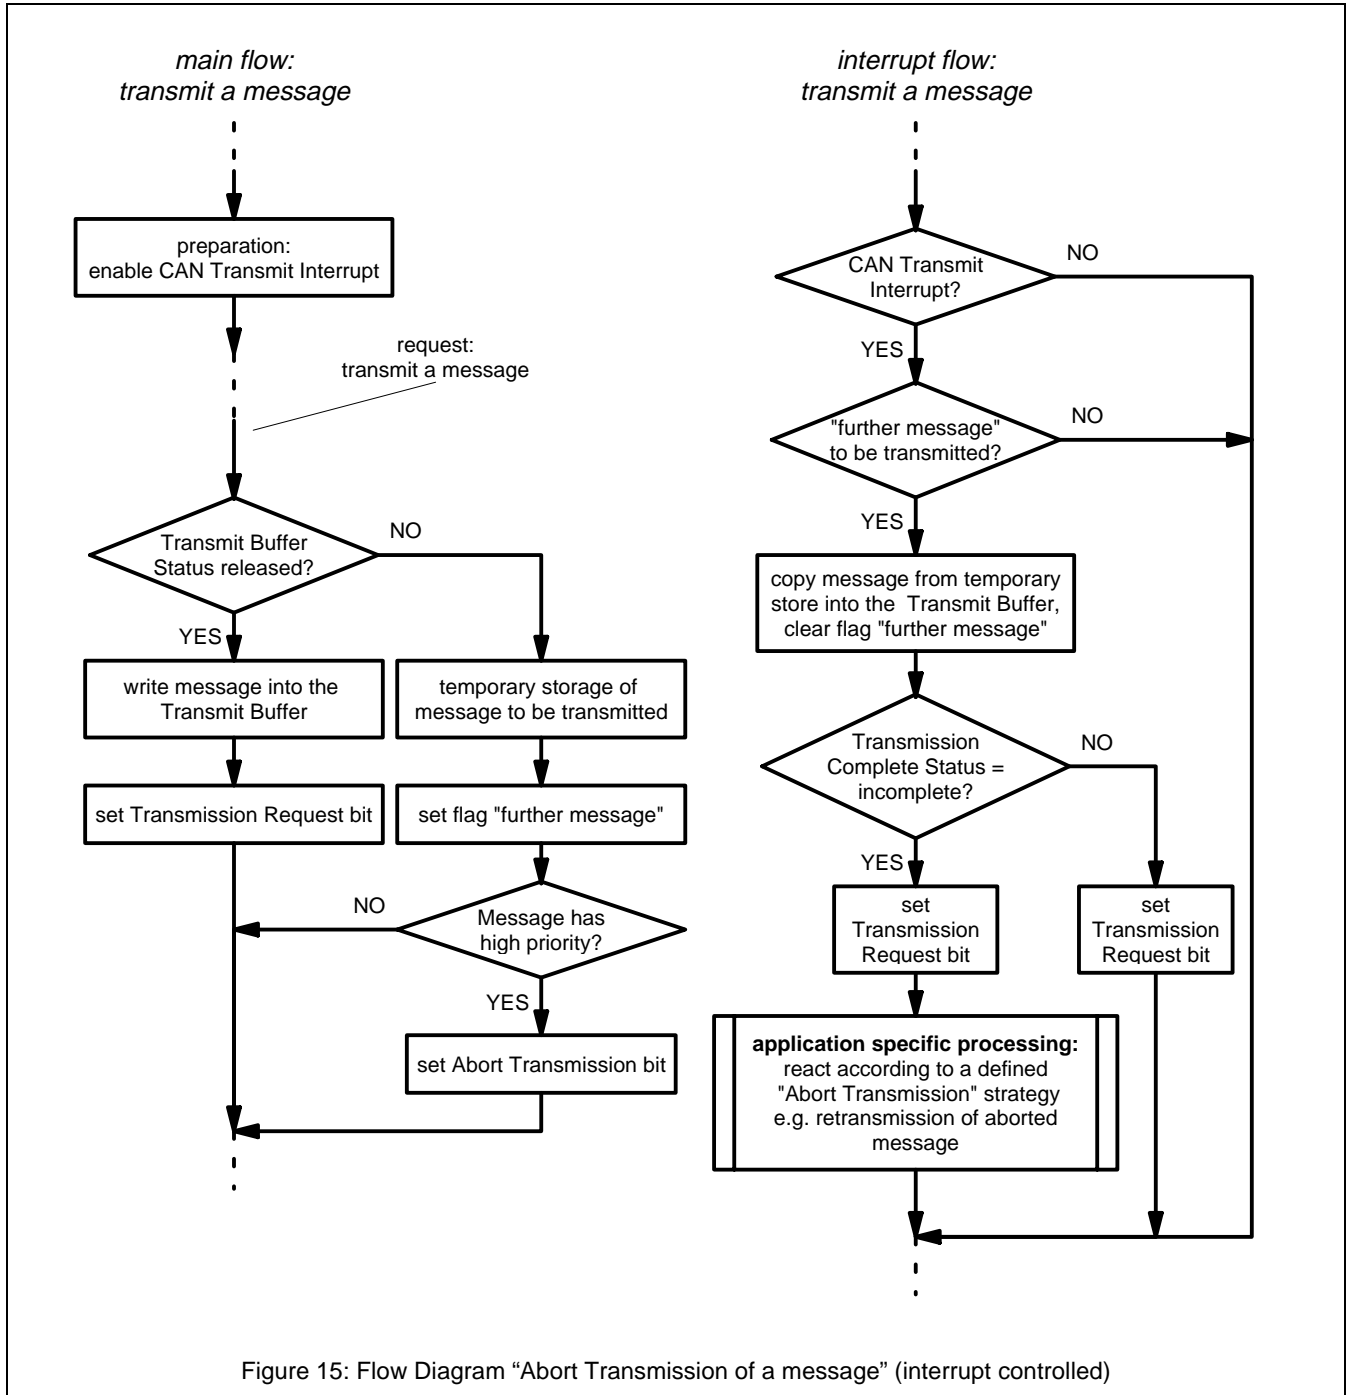 main flow:
transmit a message
preparation:
enable CAN Transmit Interrupt
request:
transmit a message
Transmit Buffer
Status released?
NO
YES
write message into the
Transmit Buffer
temporary storage of
message to be transmitted
set Transmission Request bit
set flag "further message"
NO
Message has
high priority?
YES
set Abort Transmission bit
interrupt flow:
transmit a message
CAN Transmit
Interrupt?
NO
YES
"further message"
to be transmitted?
NO
YES
copy message from temporary
store into the Transmit Buffer,
clear flag "further message"
Transmission
Complete Status =
incomplete?
NO
YES
set
Transmission
Request bit
set
Transmission
Request bit
application specific processing:
react according to a defined
"Abort Transmission" strategy
e.g. retransmission of aborted
message
Figure 15: Flow Diagram “Abort Transmission of a message” (interrupt controlled)